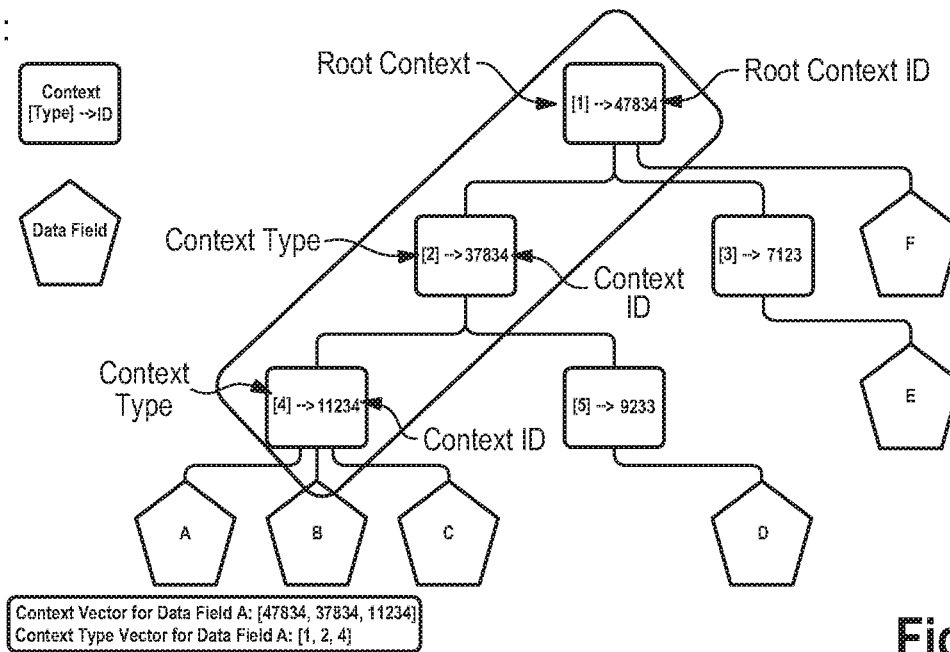 :
Root Context
Root Context ID
Context
[Type] -->ID
[1] -->47834
Data Field
Context Type
[2] -->37834
Context
ID
[3] --> 7123
F
Context
Type
[4] -->11234
Context ID
[5] --> 9233
E
A
B
C
D
Context Vector for Data Field A: [47834, 37834, 11234]
Context Type Vector for Data Field A: [1, 2, 4]
Fig